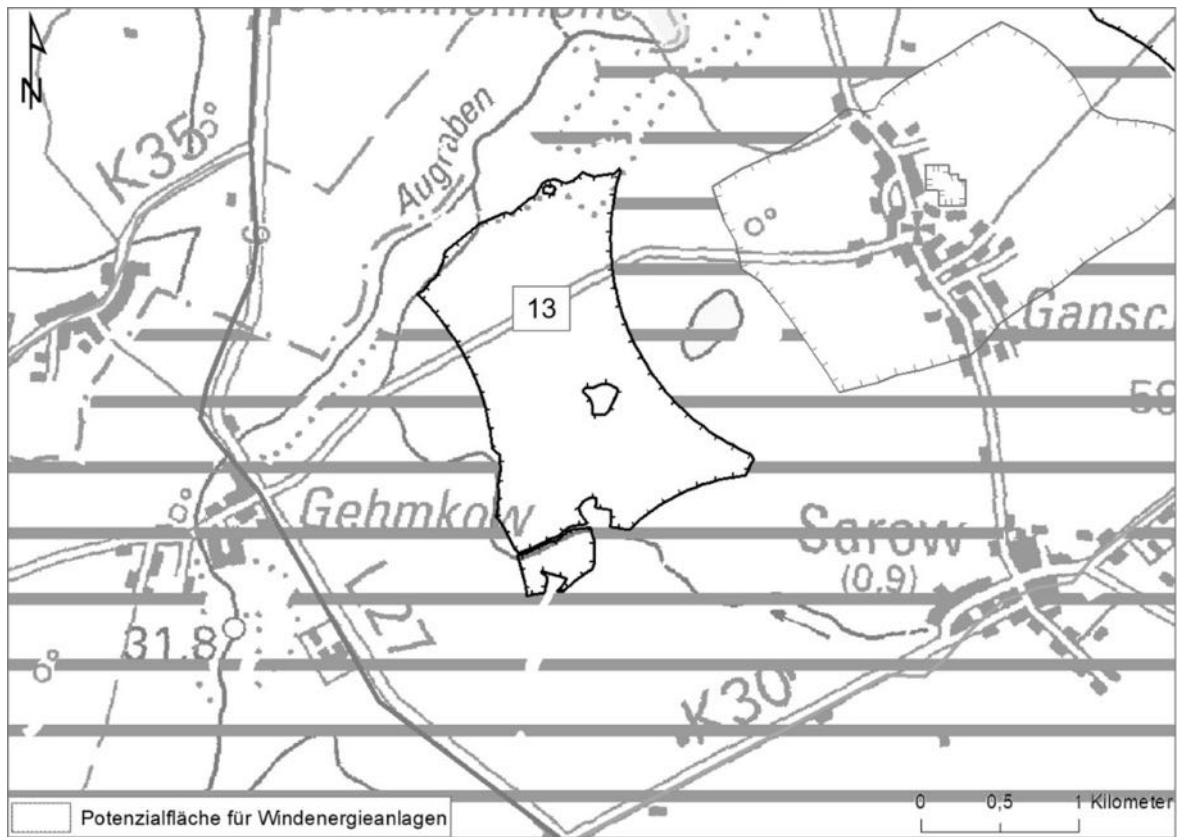 N
K35
Augraben
13
Gansc
58
Gehmkow
Sarow
(0,9)
L27
31,8
K30
0 0,5 1 Kilometer
Potenzialfläche für Windenergieanlagen